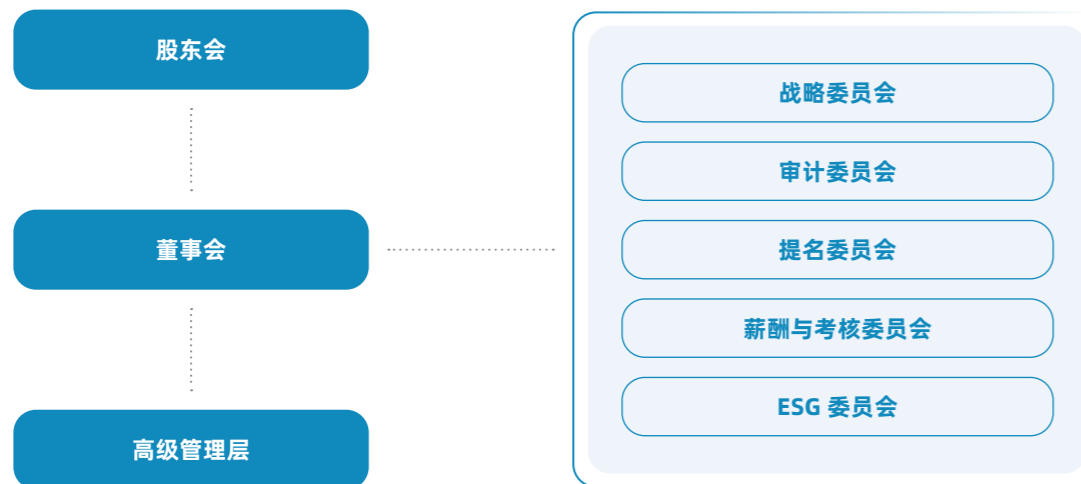 股东会
董事会
高级管理层
战略委员会
审计委员会
提名委员会
薪酬与考核委员会
ESG 委员会